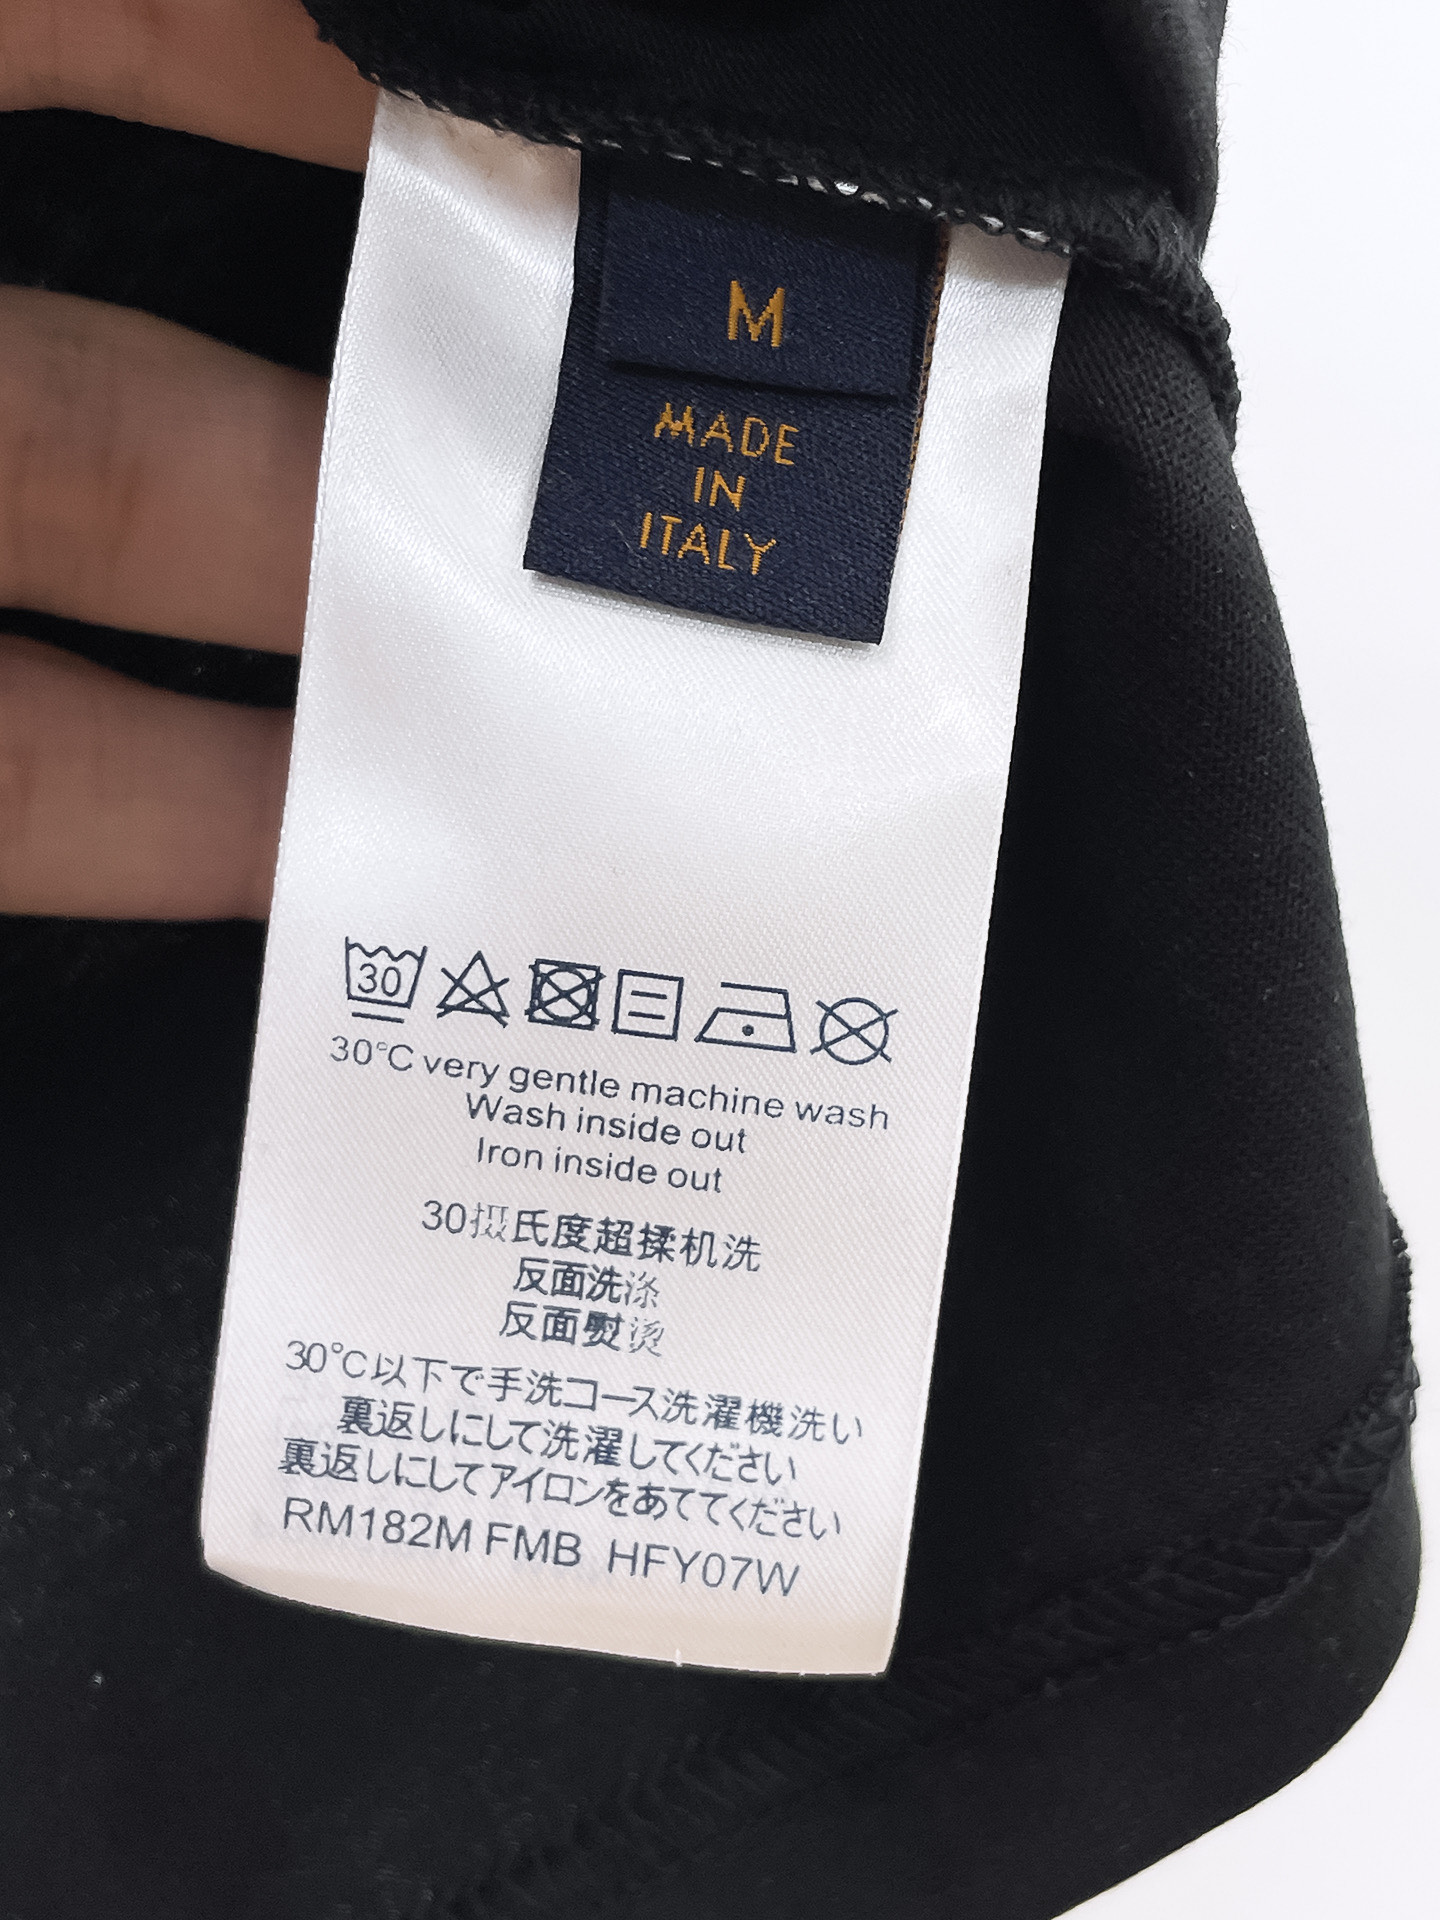 M
MADE
IN
ITALY
30
30°C very gentle machine wash
Wash inside out
Iron inside out
30摄氏度超揉机洗
反面洗涤
反面熨烫
30℃以下で手洗コース洗濯機洗い
裏返しにして洗濯してください
裏返しにしてアイロンをあててください
RM182M FMB HFY07W